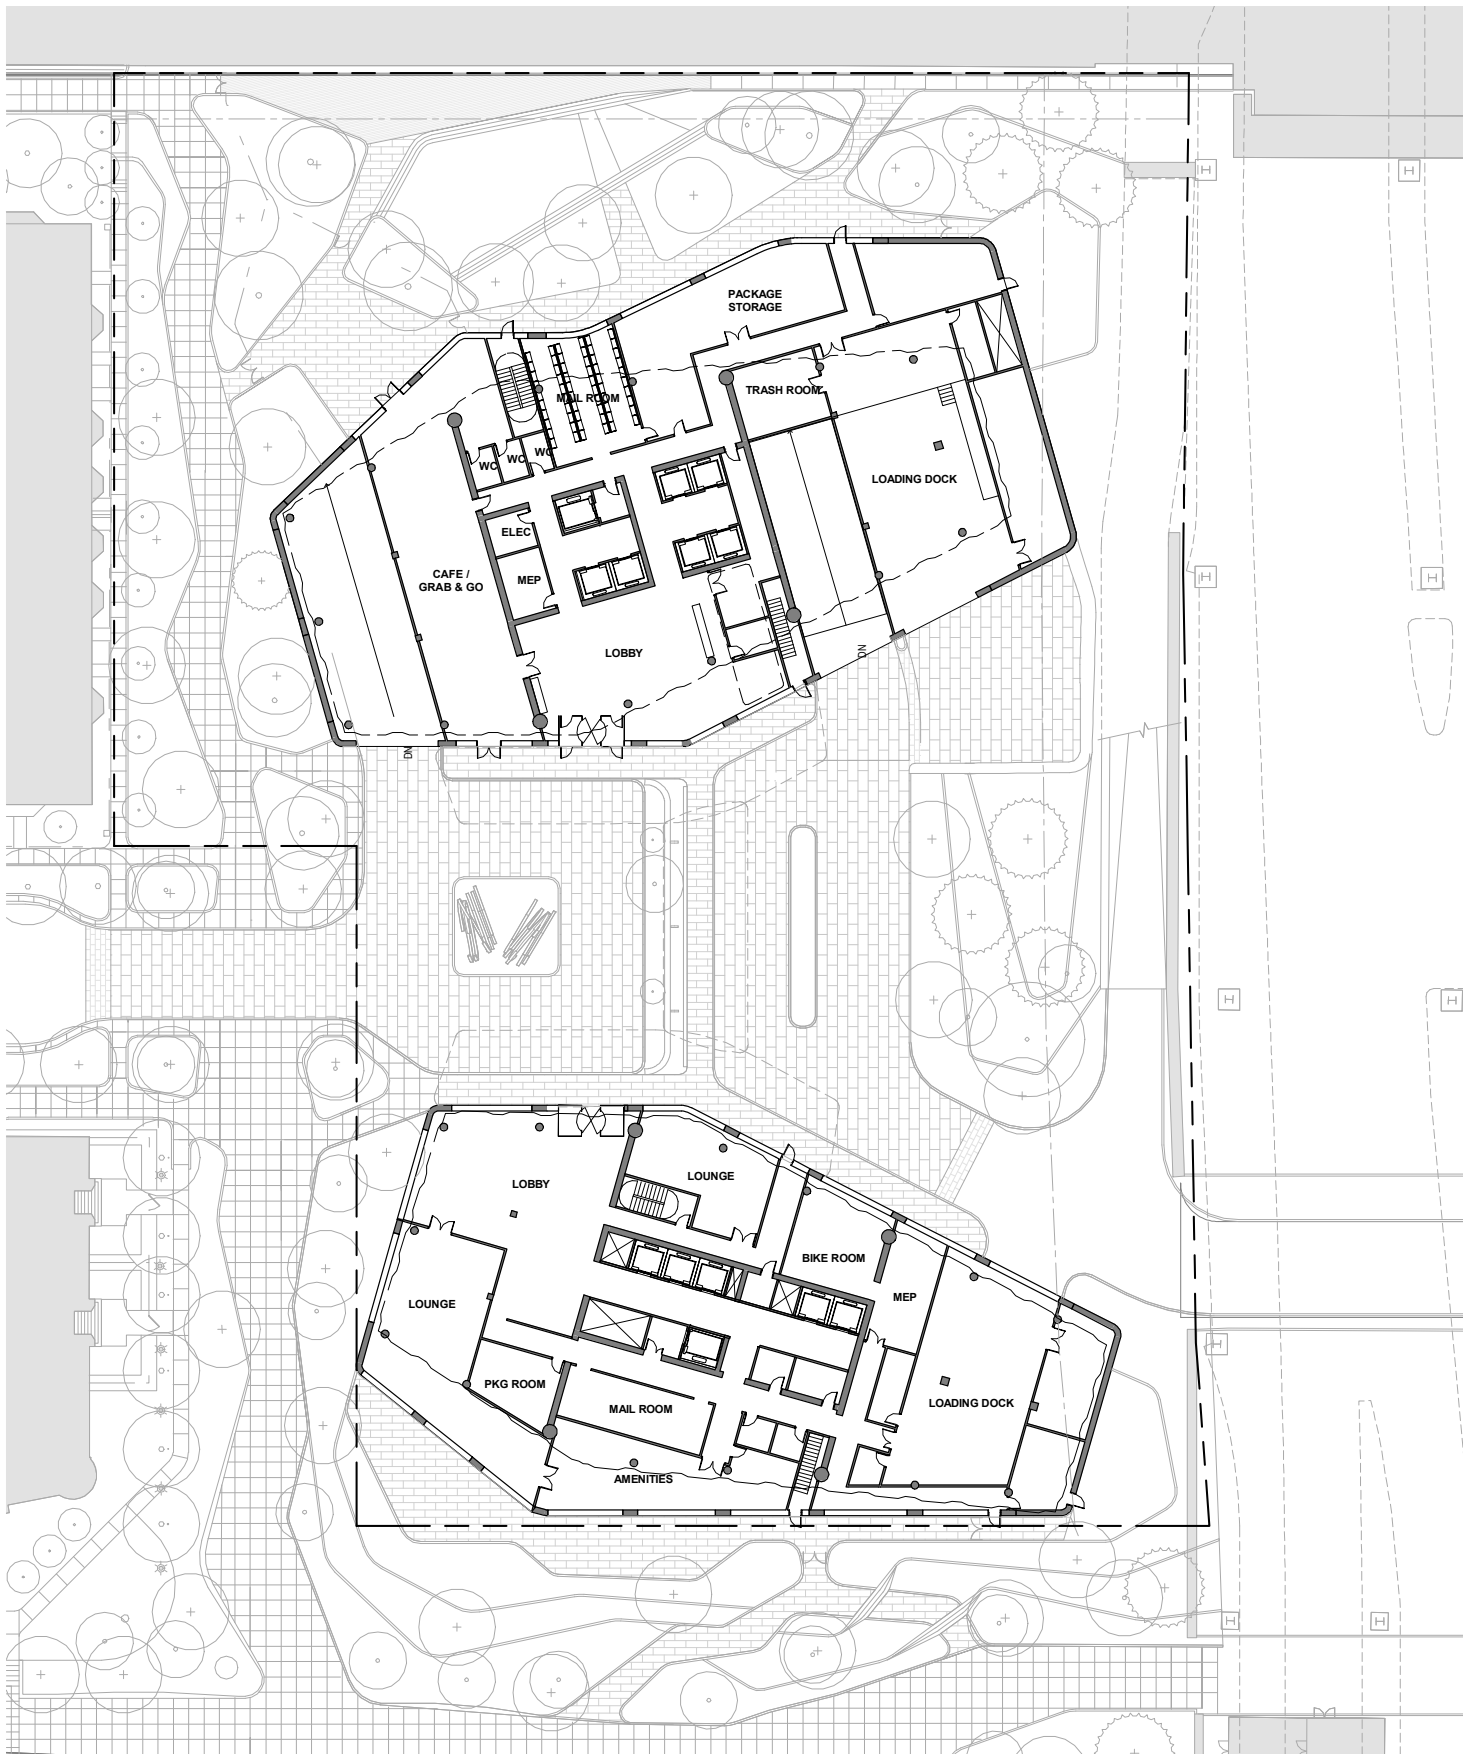 PACKAGE
STORAGE
TRASH ROOM
MAIL ROOM
WC
WC
WC
LOADING DOCK
ELEC
CAFE /
GRAB & GO
MEP
LOBBY
DN
DN
LOBBY
LOUNGE
BIKE ROOM
MEP
LOUNGE
PKG ROOM
MAIL ROOM
LOADING DOCK
AMENITIES